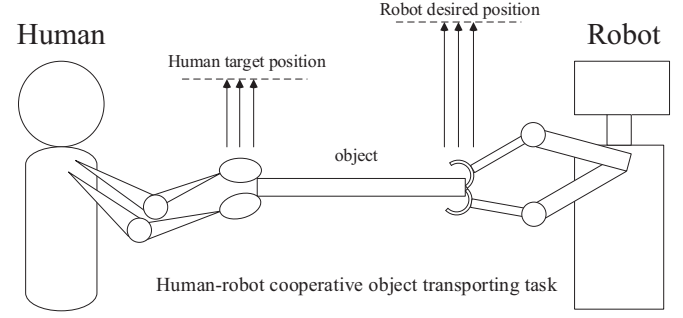 Robot desired position
Human
Robot
Human target position
object
Human-robot cooperative object transporting task